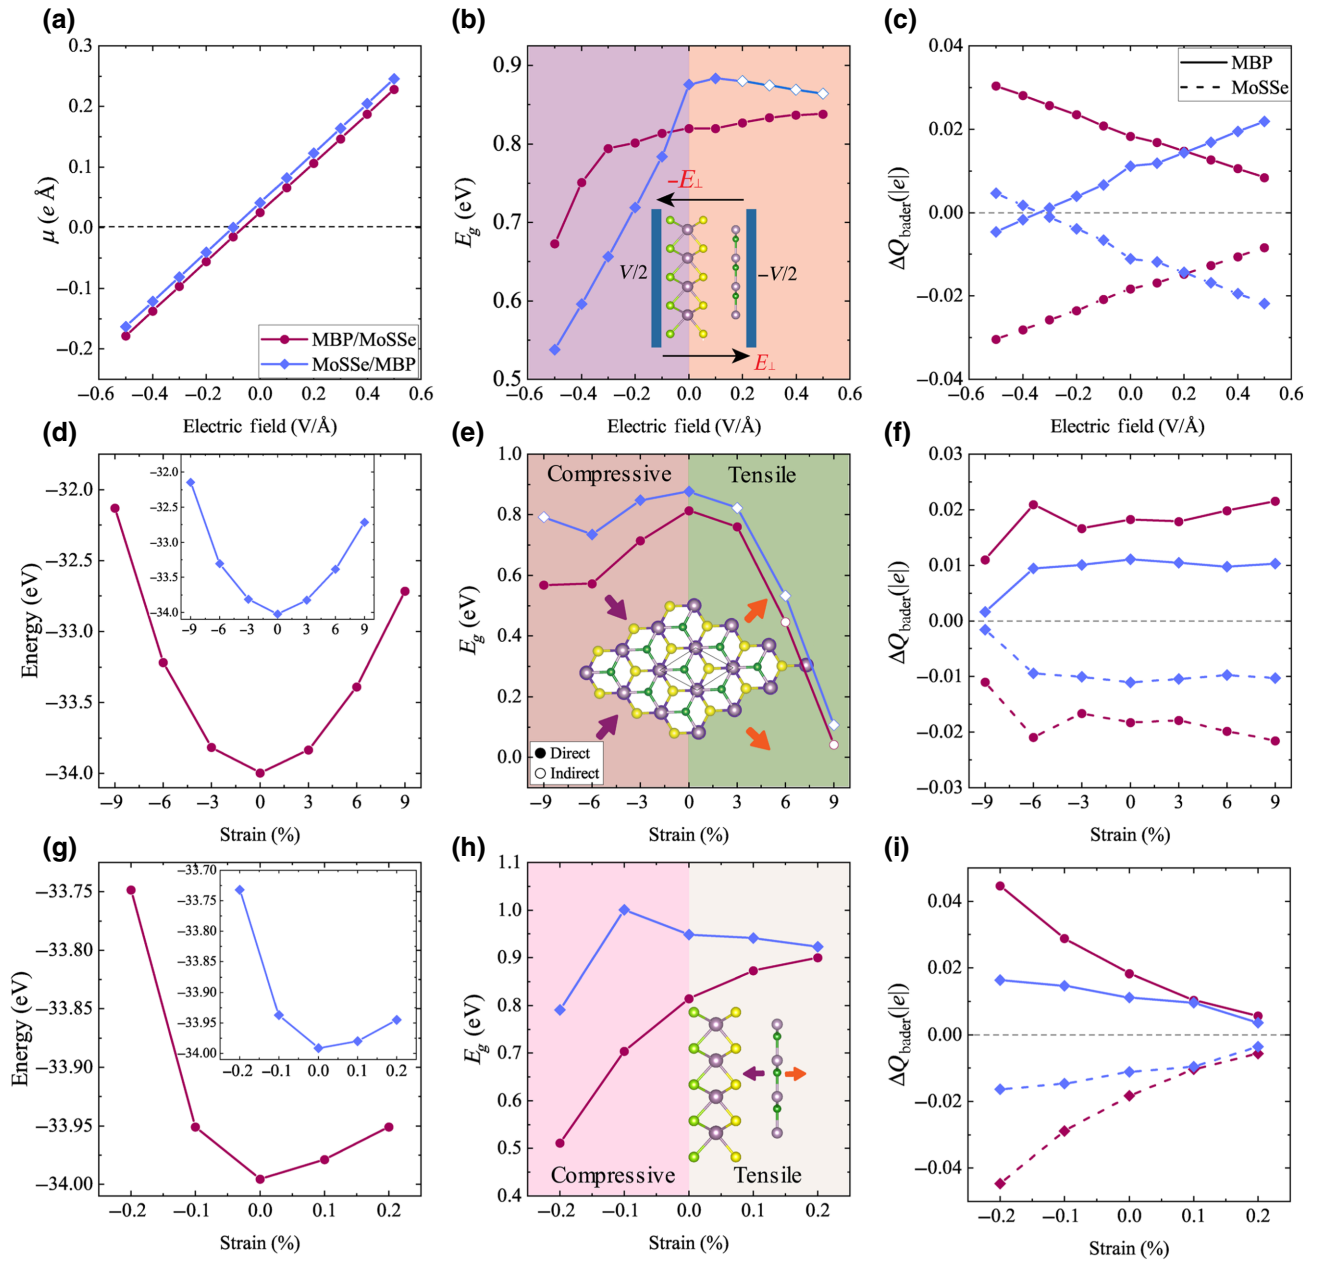 (a)
0.3
0.2
0.1
0.0
−0.1
−0.2
μ (e Å)
MBP/MoSSe
MoSSe/MBP
−0.6 −0.4 −0.2 0.0 0.2 0.4 0.6
Electric field (V/Å)
(b)
0.9
0.8
0.7
0.6
0.5
Eg (eV)
−E⊥
V/2
−V/2
E⊥
−0.6 −0.4 −0.2 0.0 0.2 0.4 0.6
Electric field (V/Å)
(c)
0.04
0.02
0.00
−0.02
−0.04
ΔQbader(|e|)
MBP
MoSSe
−0.6 −0.4 −0.2 0.0 0.2 0.4 0.6
Electric field (V/Å)
(d)
−32.0
−32.5
−33.0
−33.5
−34.0
Energy (eV)
−32.0
−32.5
−33.0
−33.5
−34.0
−9 −6 −3 0 3 6 9
−9 −6 −3 0 3 6 9
Strain (%)
(e)
1.0
0.8
0.6
0.4
0.2
0.0
Eg (eV)
Compressive
Tensile
Direct
Indirect
−9 −6 −3 0 3 6 9
Strain (%)
(f)
0.03
0.02
0.01
0.00
−0.01
−0.02
−0.03
ΔQbader(|e|)
−9 −6 −3 0 3 6 9
Strain (%)
(g)
−33.75
−33.80
−33.85
−33.90
−33.95
−34.00
Energy (eV)
−33.70
−33.75
−33.80
−33.85
−33.90
−33.95
−34.00
−0.2 −0.1 0.0 0.1 0.2
−0.2 −0.1 0.0 0.1 0.2
Strain (%)
(h)
1.1
1.0
0.9
0.8
0.7
0.6
0.5
0.4
Eg (eV)
Compressive
Tensile
−0.2 −0.1 0.0 0.1 0.2
Strain (%)
(i)
0.04
0.02
0.00
−0.02
−0.04
ΔQbader(|e|)
−0.2 −0.1 0.0 0.1 0.2
Strain (%)